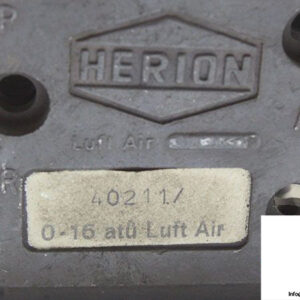 P
HERION
Luft Air
R
40211/
0-16 atü Luft Air